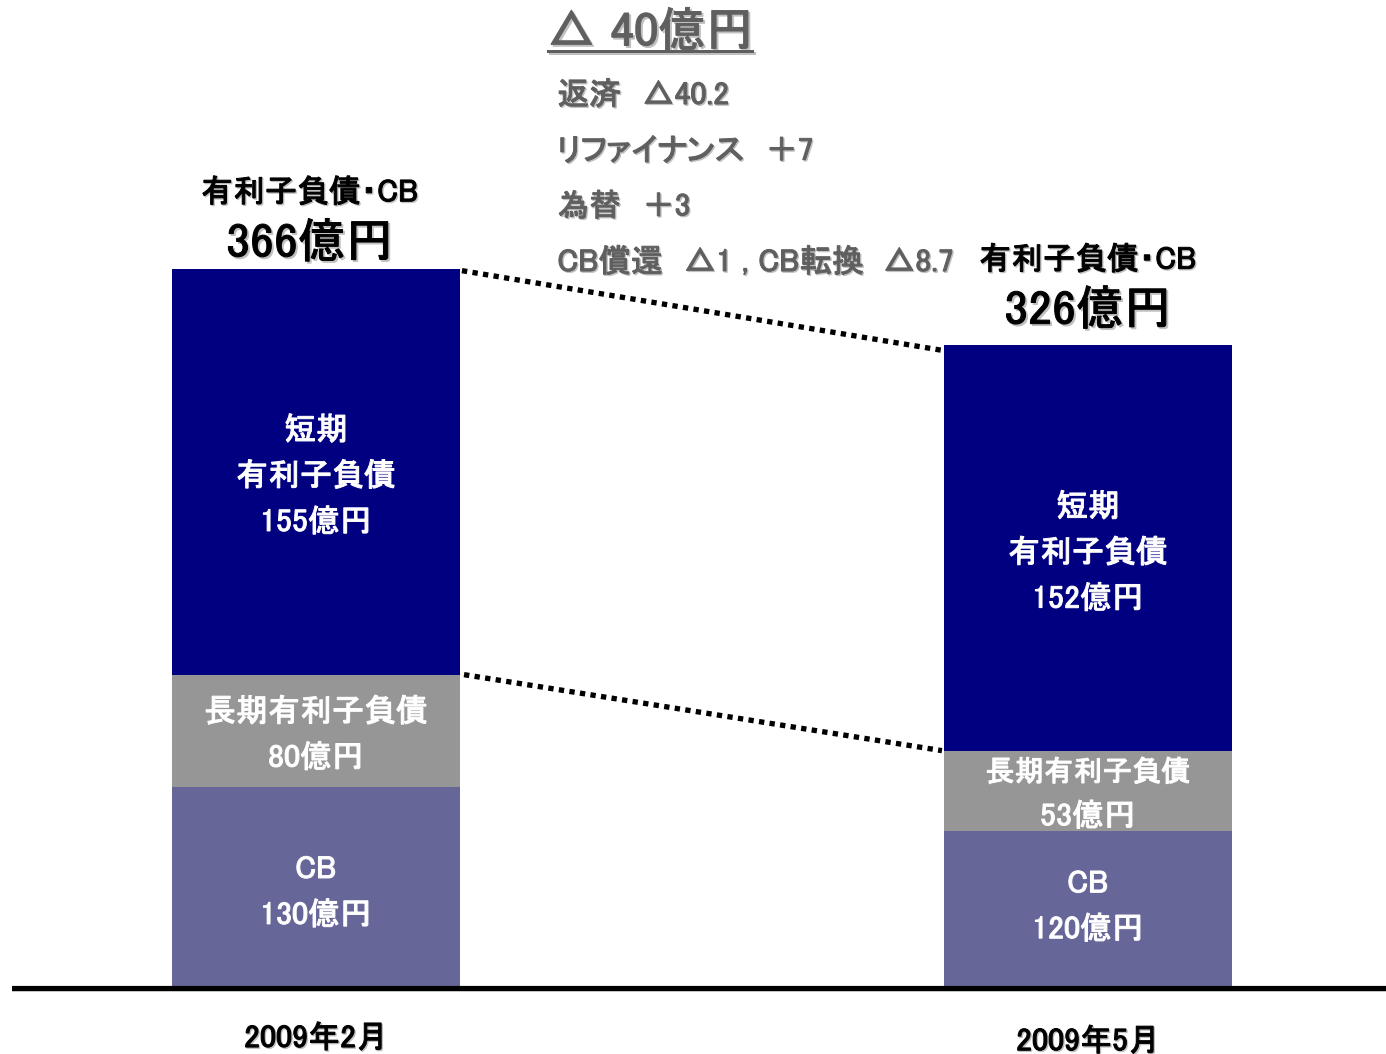 △ 40億円
返済　△40.2
リファイナンス　＋7
為替　＋3
CB償還　△1 , CB転換　△8.7
有利子負債・CB
366億円
短期
有利子負債
155億円
長期有利子負債
80億円
CB
130億円
2009年2月
有利子負債・CB
326億円
短期
有利子負債
152億円
長期有利子負債
53億円
CB
120億円
2009年5月